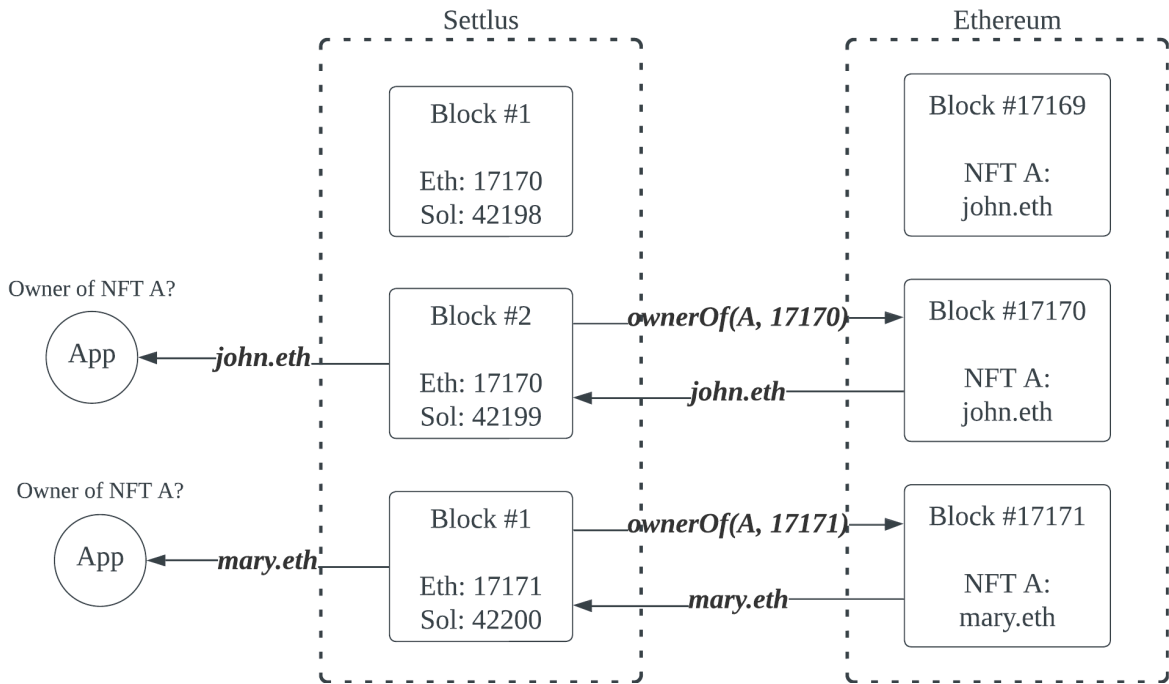 Settlus
Ethereum
Block #1
Eth: 17170
Sol: 42198
Block #17169
NFT A:
john.eth
Owner of NFT A?
App
john.eth
Block #2
Eth: 17170
Sol: 42199
ownerOf(A, 17170)
john.eth
Block #17170
NFT A:
john.eth
Owner of NFT A?
App
mary.eth
Block #1
Eth: 17171
Sol: 42200
ownerOf(A, 17171)
mary.eth
Block #17171
NFT A:
mary.eth